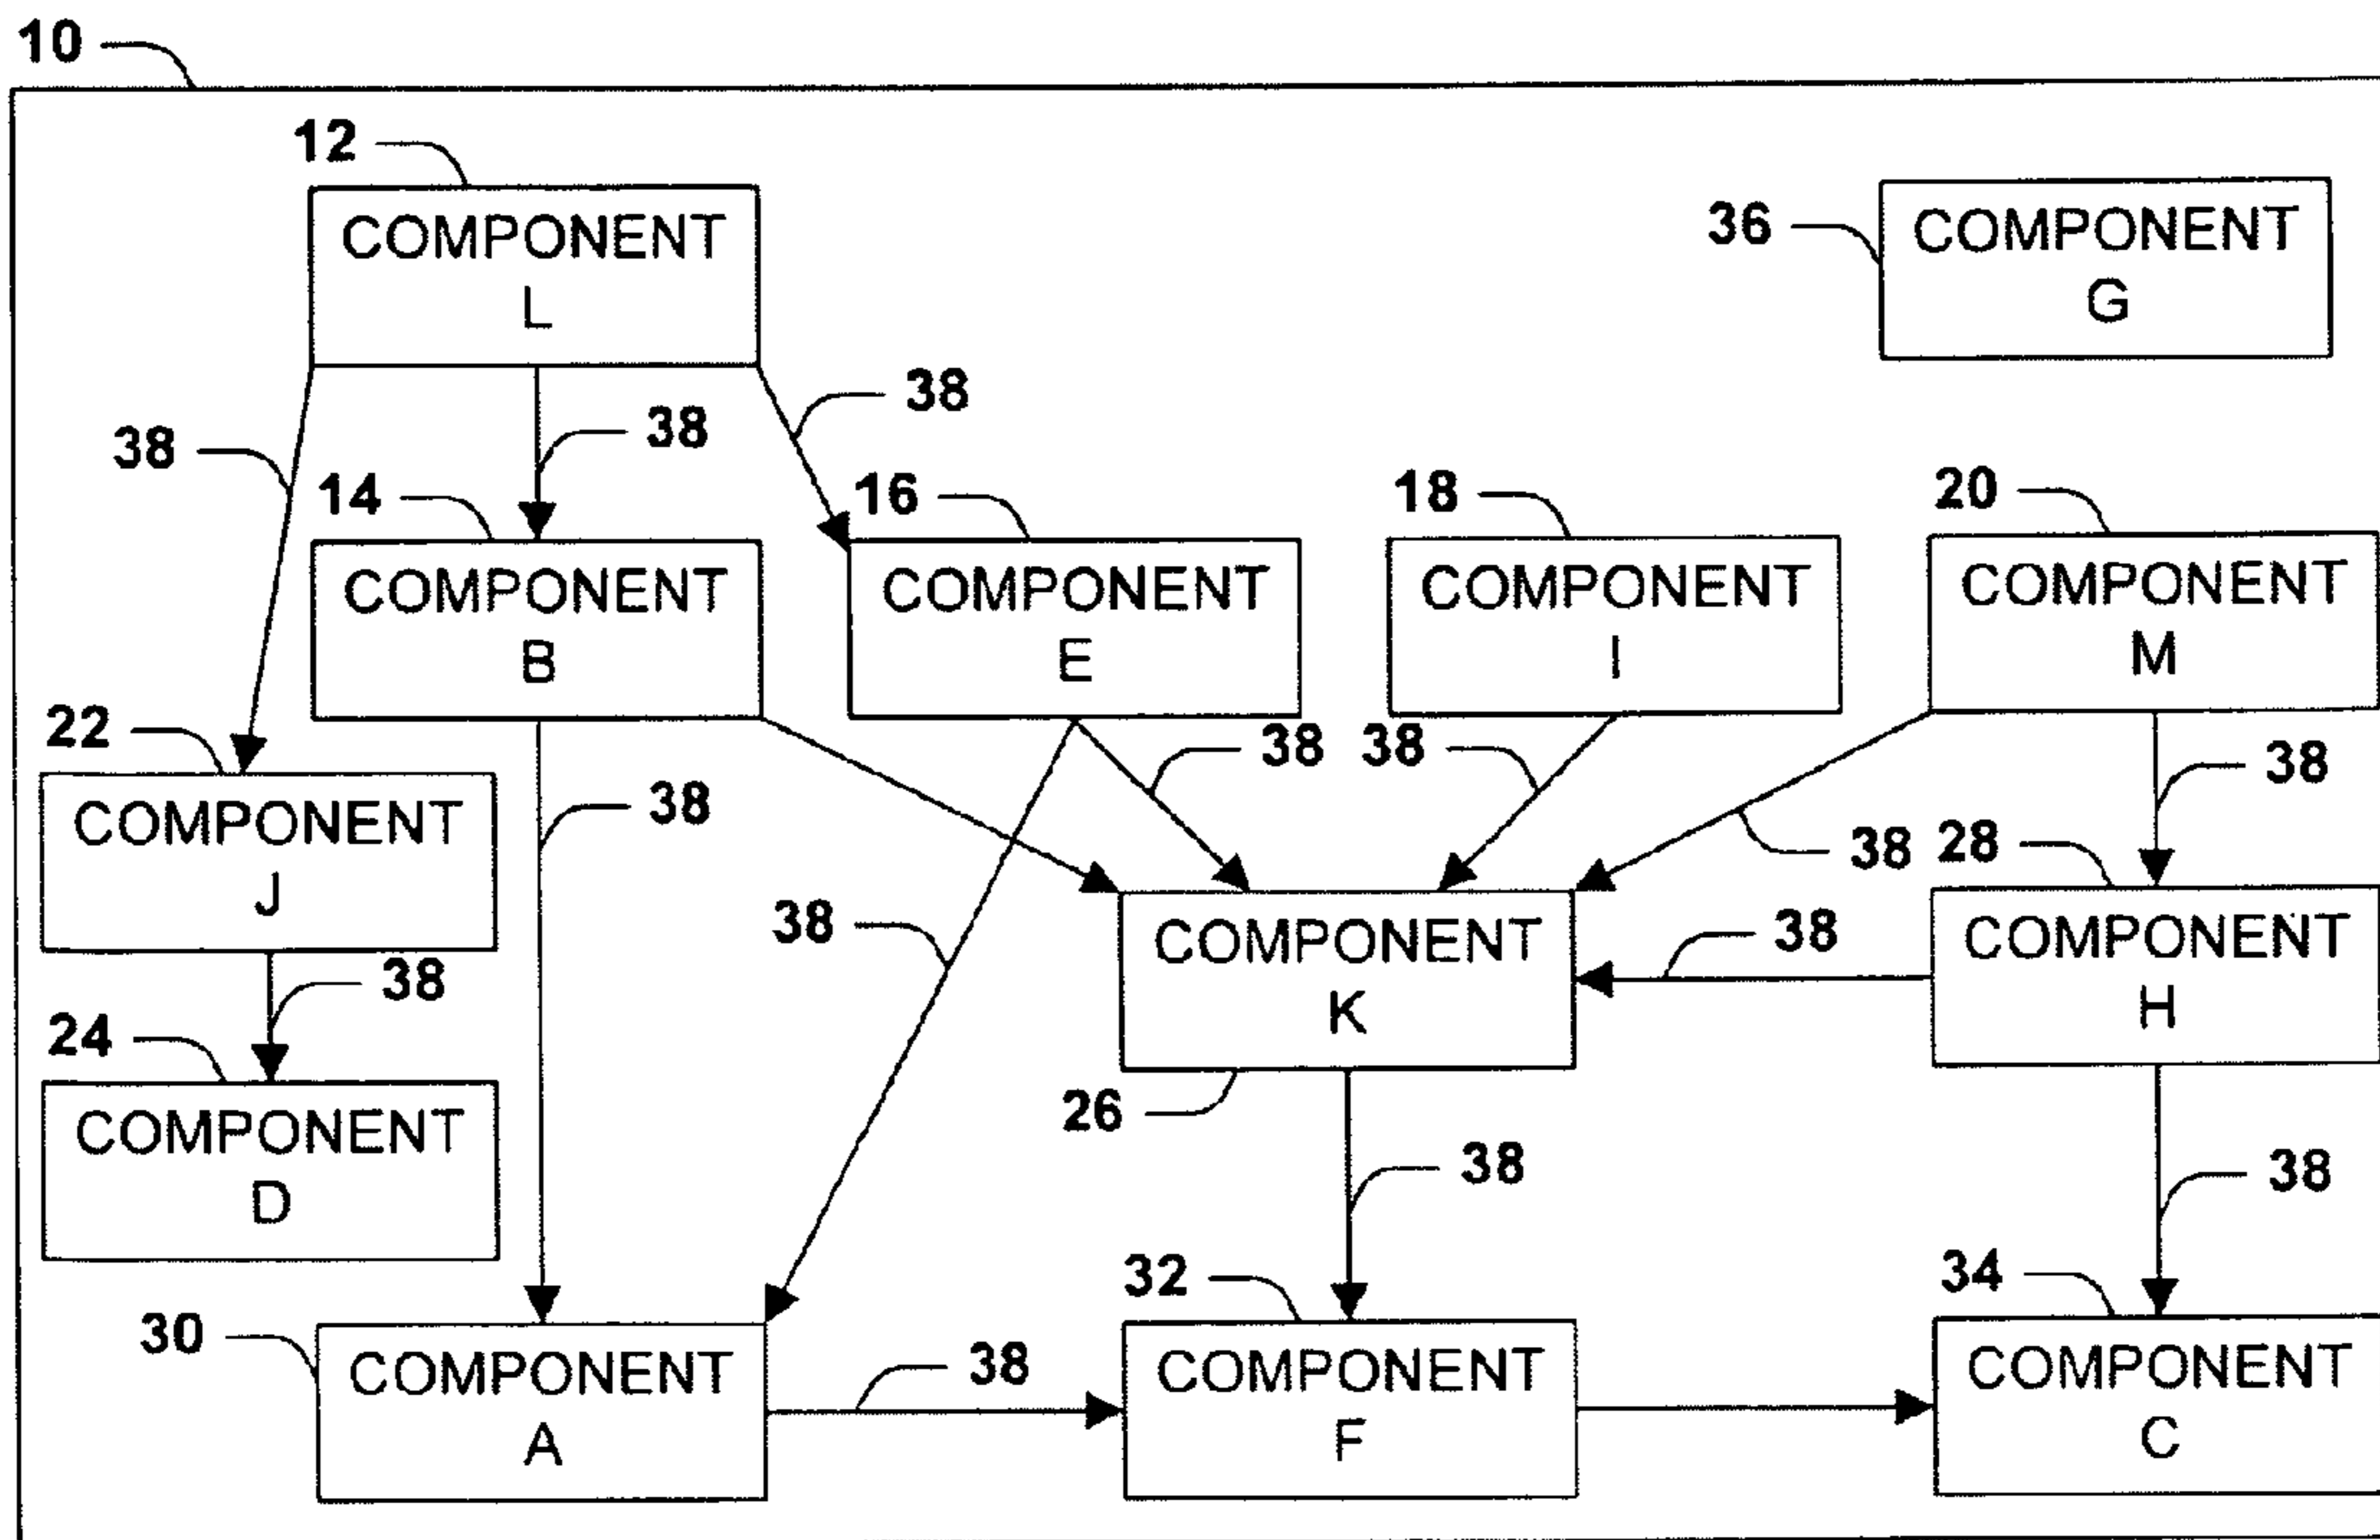 10
12
COMPONENT
L
36
COMPONENT
G
38
38
38
14
16
18
20
COMPONENT
B
COMPONENT
E
COMPONENT
I
COMPONENT
M
22
38
38
38
38
38
COMPONENT
J
38
28
COMPONENT
K
38
COMPONENT
H
38
24
26
COMPONENT
D
38
38
30
32
34
COMPONENT
A
38
COMPONENT
F
COMPONENT
C